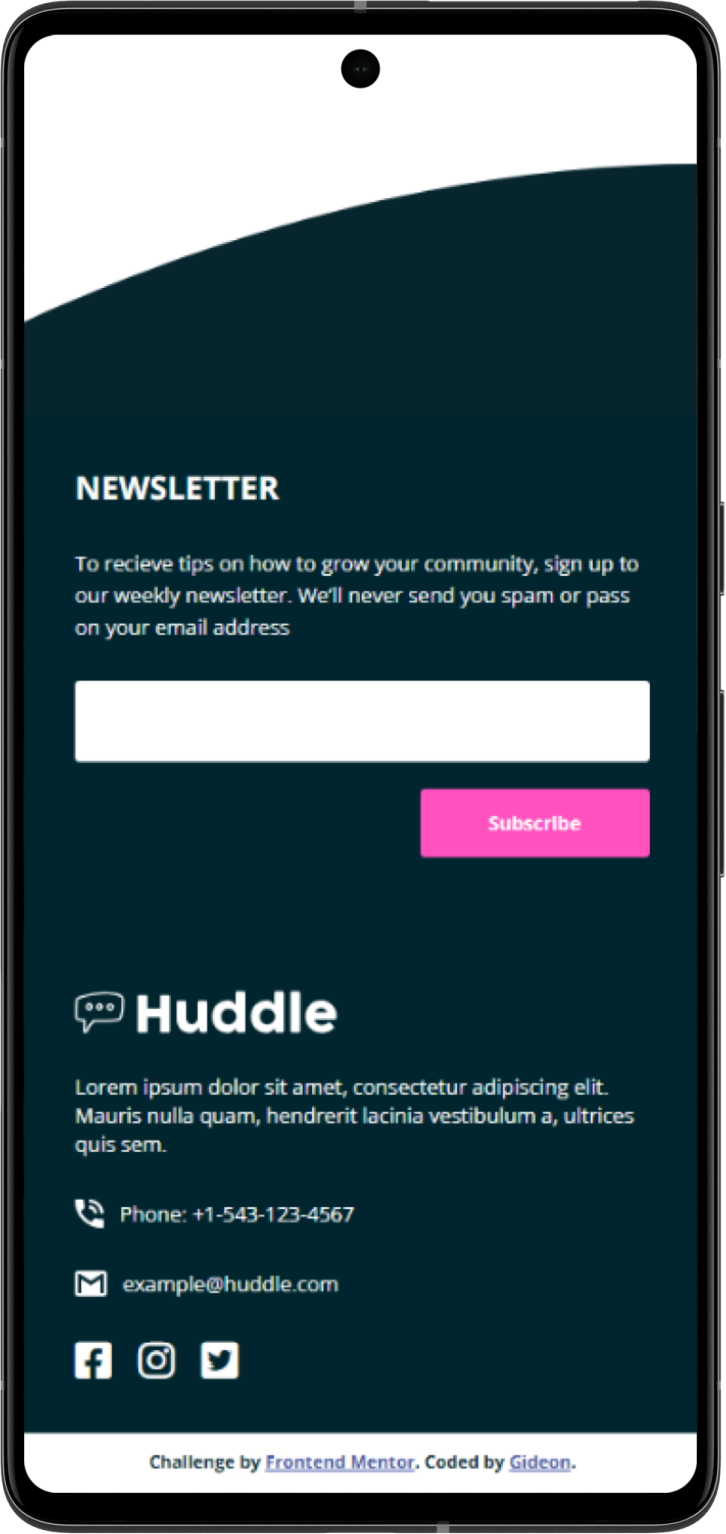 NEWSLETTER
To recieve tips on how to grow your community, sign up to
our weekly newsletter. We'll never send you spam or pass
on your email address
Subscribe
Huddle
Lorem ipsum dolor sit amet, consectetur adipiscing elit.
Mauris nulla quam, hendrerit lacinia vestibulum a, ultrices
quis sem.
Phone: +1-543-123-4567
example@huddle.com
Challenge by Frontend Mentor. Coded by Gideon.